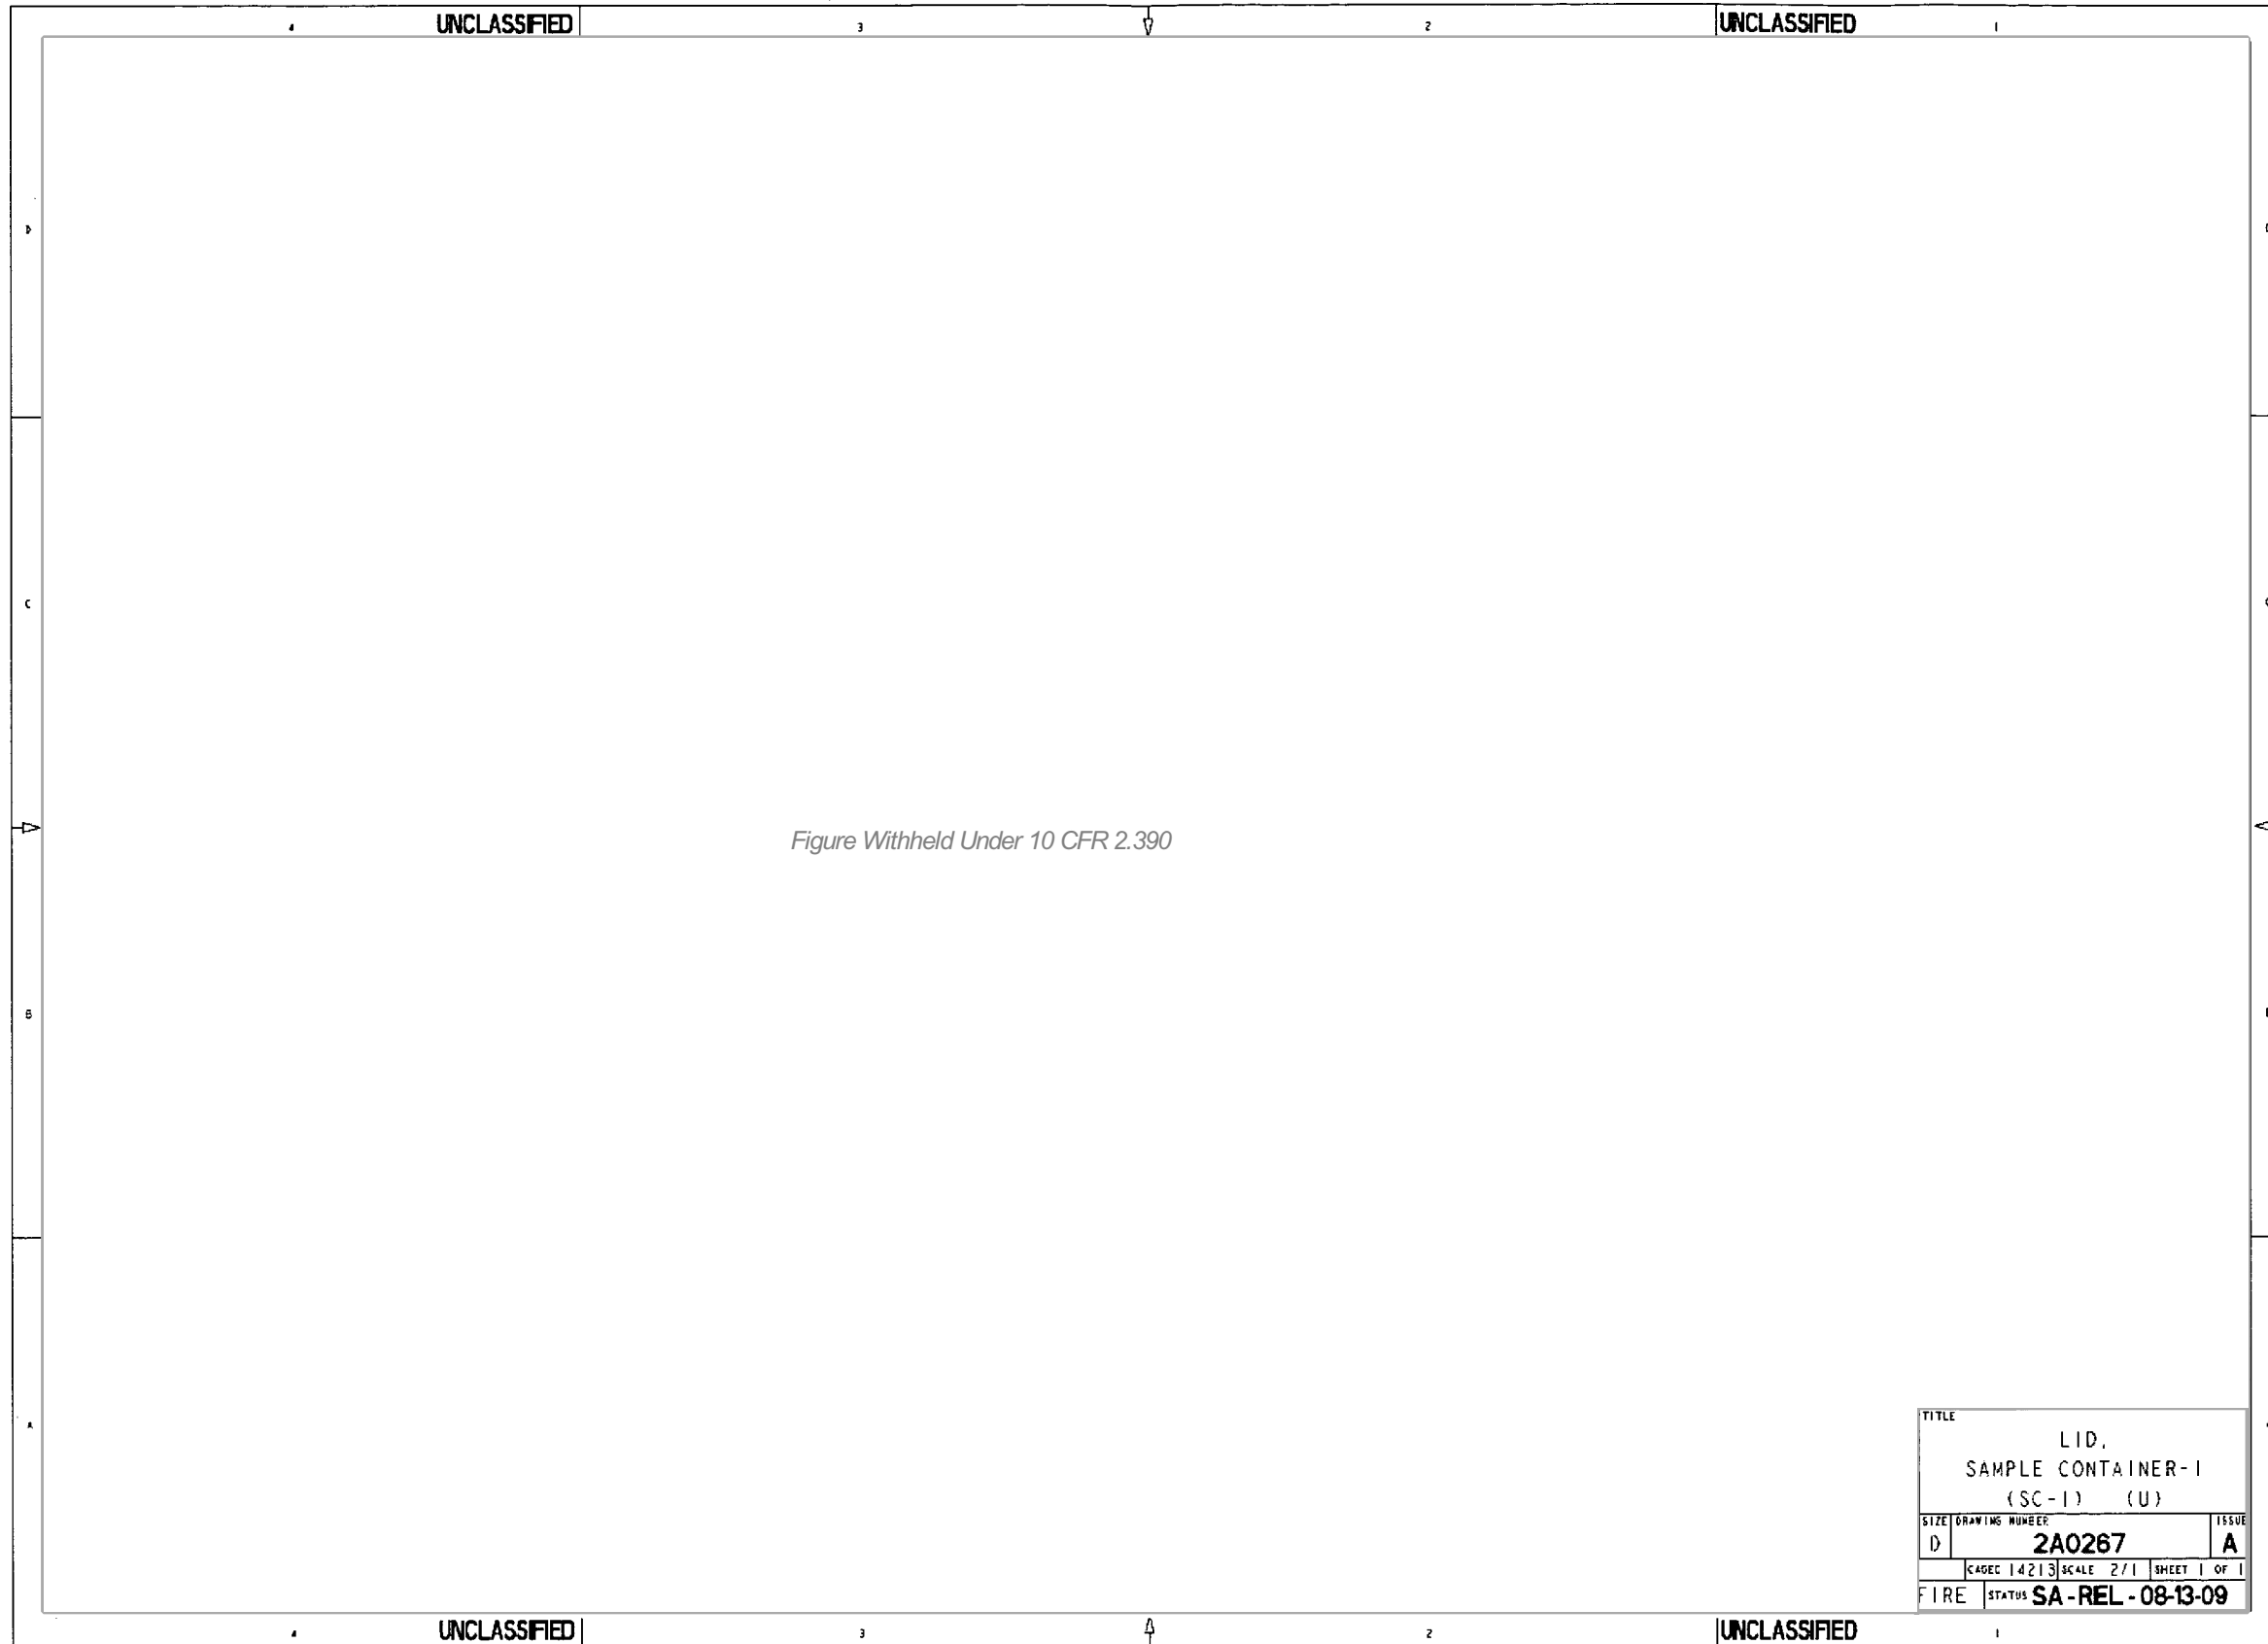 4 UNCLASSIFIED 3 2 UNCLASSIFIED 1
D
C
Figure Withheld Under 10 CFR 2.390
B
A
TITLE
LID,
SAMPLE CONTAINER-1
(SC-1) (U)
SIZE DRAWING NUMBER ISSUE
D 2A0267 A
CAGEC 14213 SCALE 2/1 SHEET 1 OF 1
FIRE STATUS SA-REL-08-13-09
4 UNCLASSIFIED 3 2 UNCLASSIFIED 1